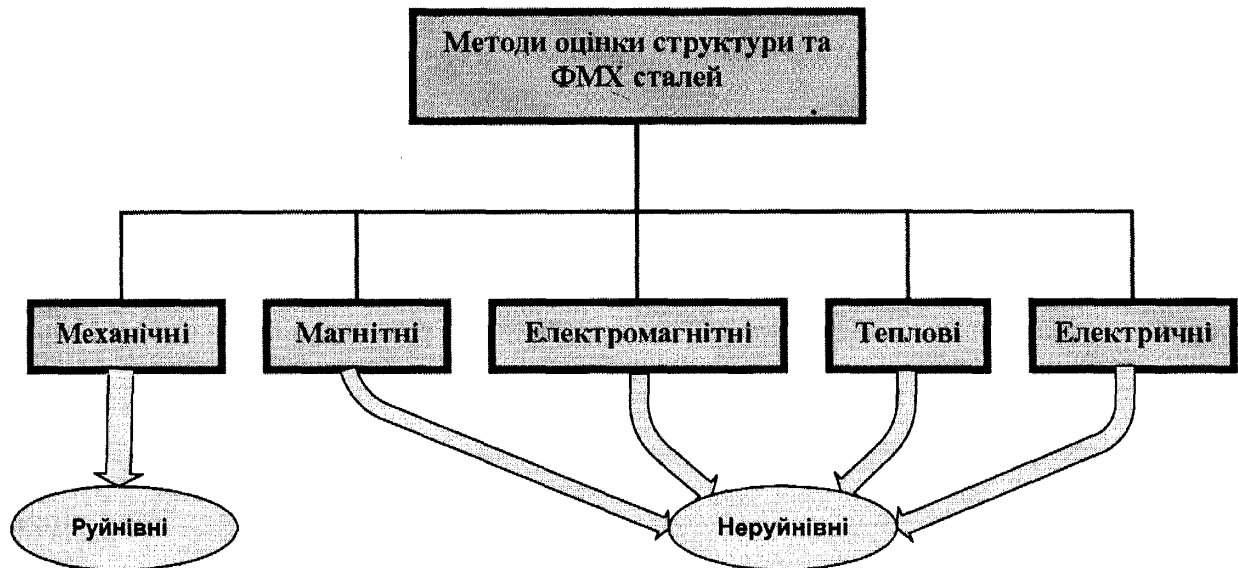 Методи оцінки структури та
ФМХ сталей
Механічні
Магнітні
Електромагнітні
Теплові
Електричні
Руйнівні
Неруйнівні